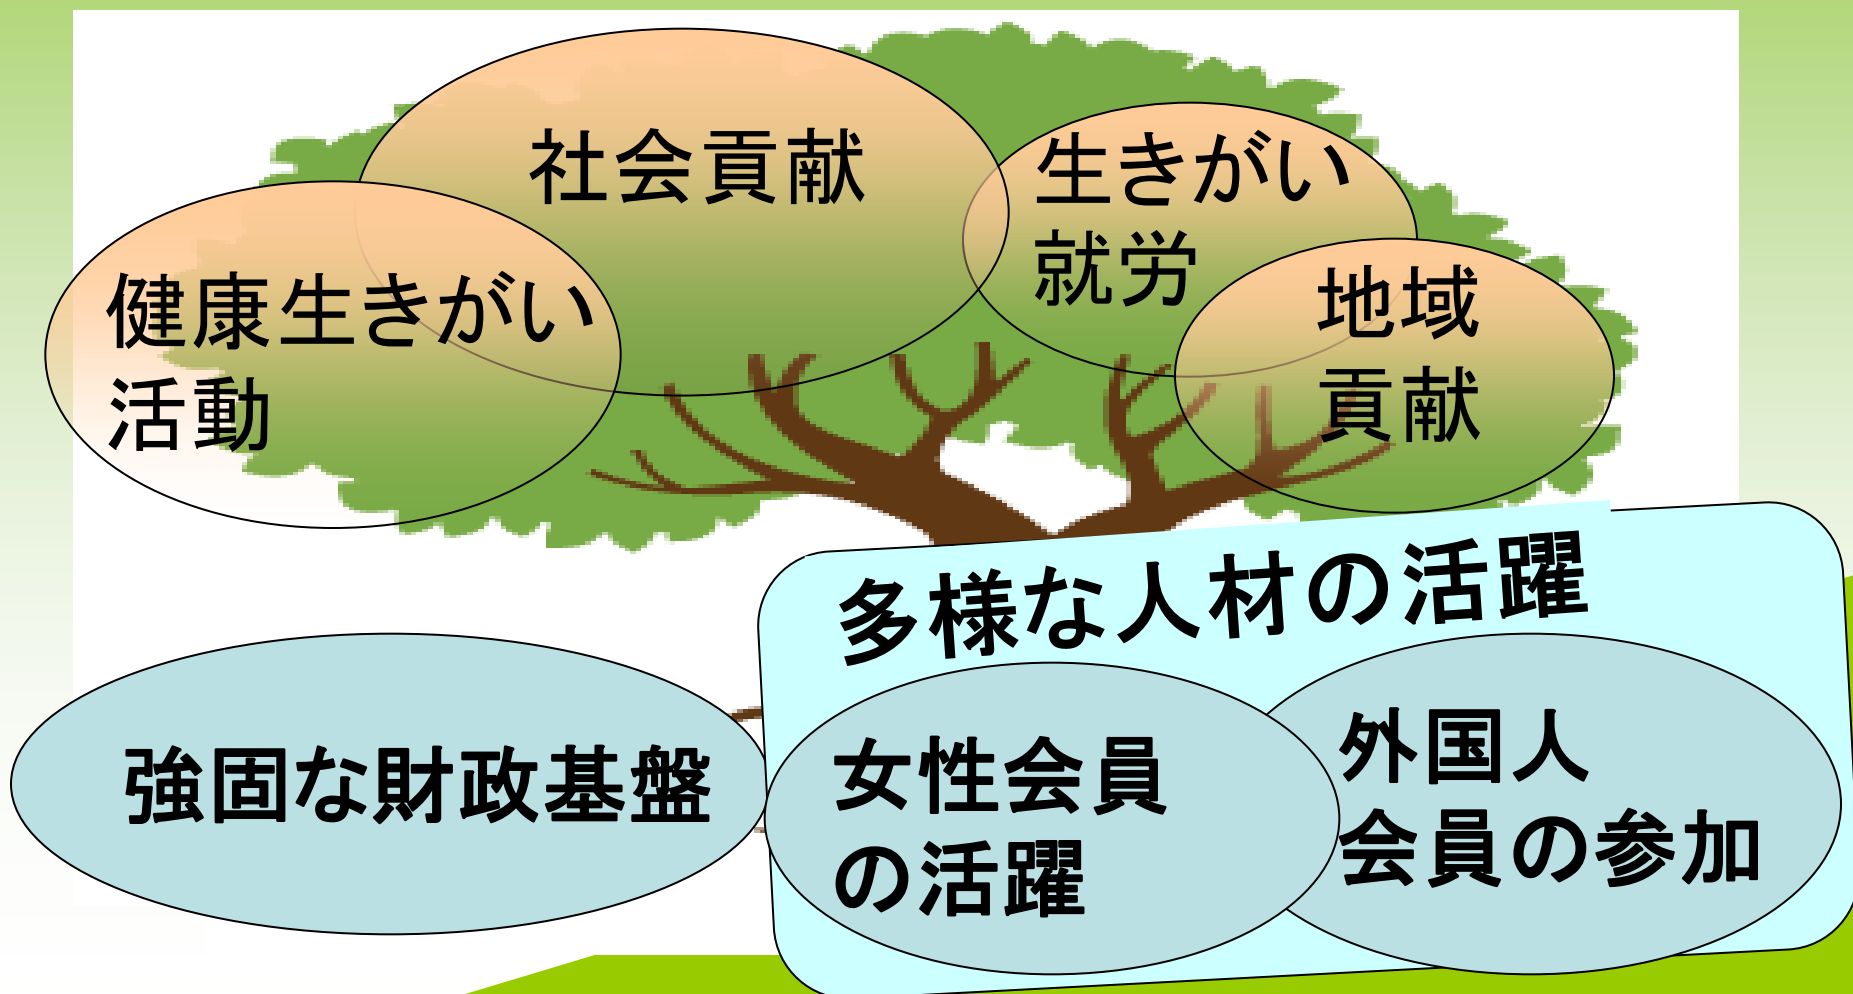 社会貢献
生きがい
就労
健康生きがい
活動
地域
貢献
多様な人材の活躍
強固な財政基盤
女性会員
の活躍
外国人
会員の参加